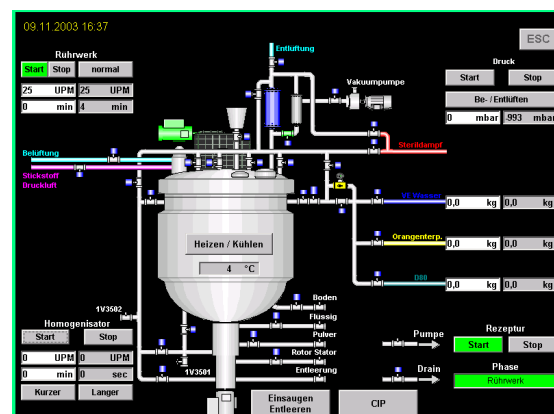 09.11.2003 16:37
ESC
Ruhrwerk
Start Stop normal
25 UPM 25 UPM
0 min 4 min
Entlüftung
Vakuumpumpe
Druck
Start Stop
Be- / Entlüften
0 mbar -993 mbar
Belüftung
Stickstoff
Druckluft
Sterildampf
VE Wasser
0,0 kg 0,0 kg
Orangenterp.
0,0 kg 0,0 kg
D80
0,0 kg 0,0 kg
Heizen / Kühlen
4 °C
1V3502
Homogenisator
Start Stop
0 UPM 0 UPM
0 min 0 sec
Kurzer Langer
Boden
Flüssig
Pulver
Rotor Stator
Entleerung
1V3501
Pumpe
Drain
Rezeptur
Start Stop
Phase
Rührwerk
Einsaugen
Entleeren
CIP